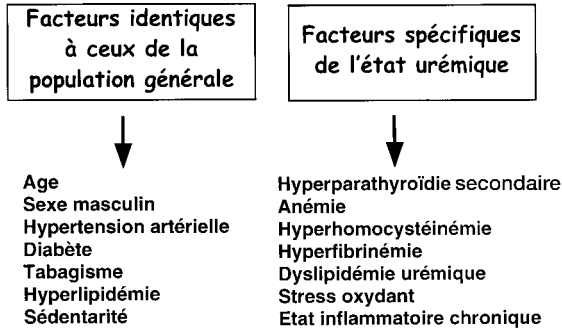 Facteurs identiques
à ceux de la
population générale
Facteurs spécifiques
de l'état urémique
Age
Sexe masculin
Hypertension artérielle
Diabète
Tabagisme
Hyperlipidémie
Sédentarité
Hyperparathyroïdie secondaire
Anémie
Hyperhomocystéinémie
Hyperfibrinémie
Dyslipidémie urémique
Stress oxydant
Etat inflammatoire chronique